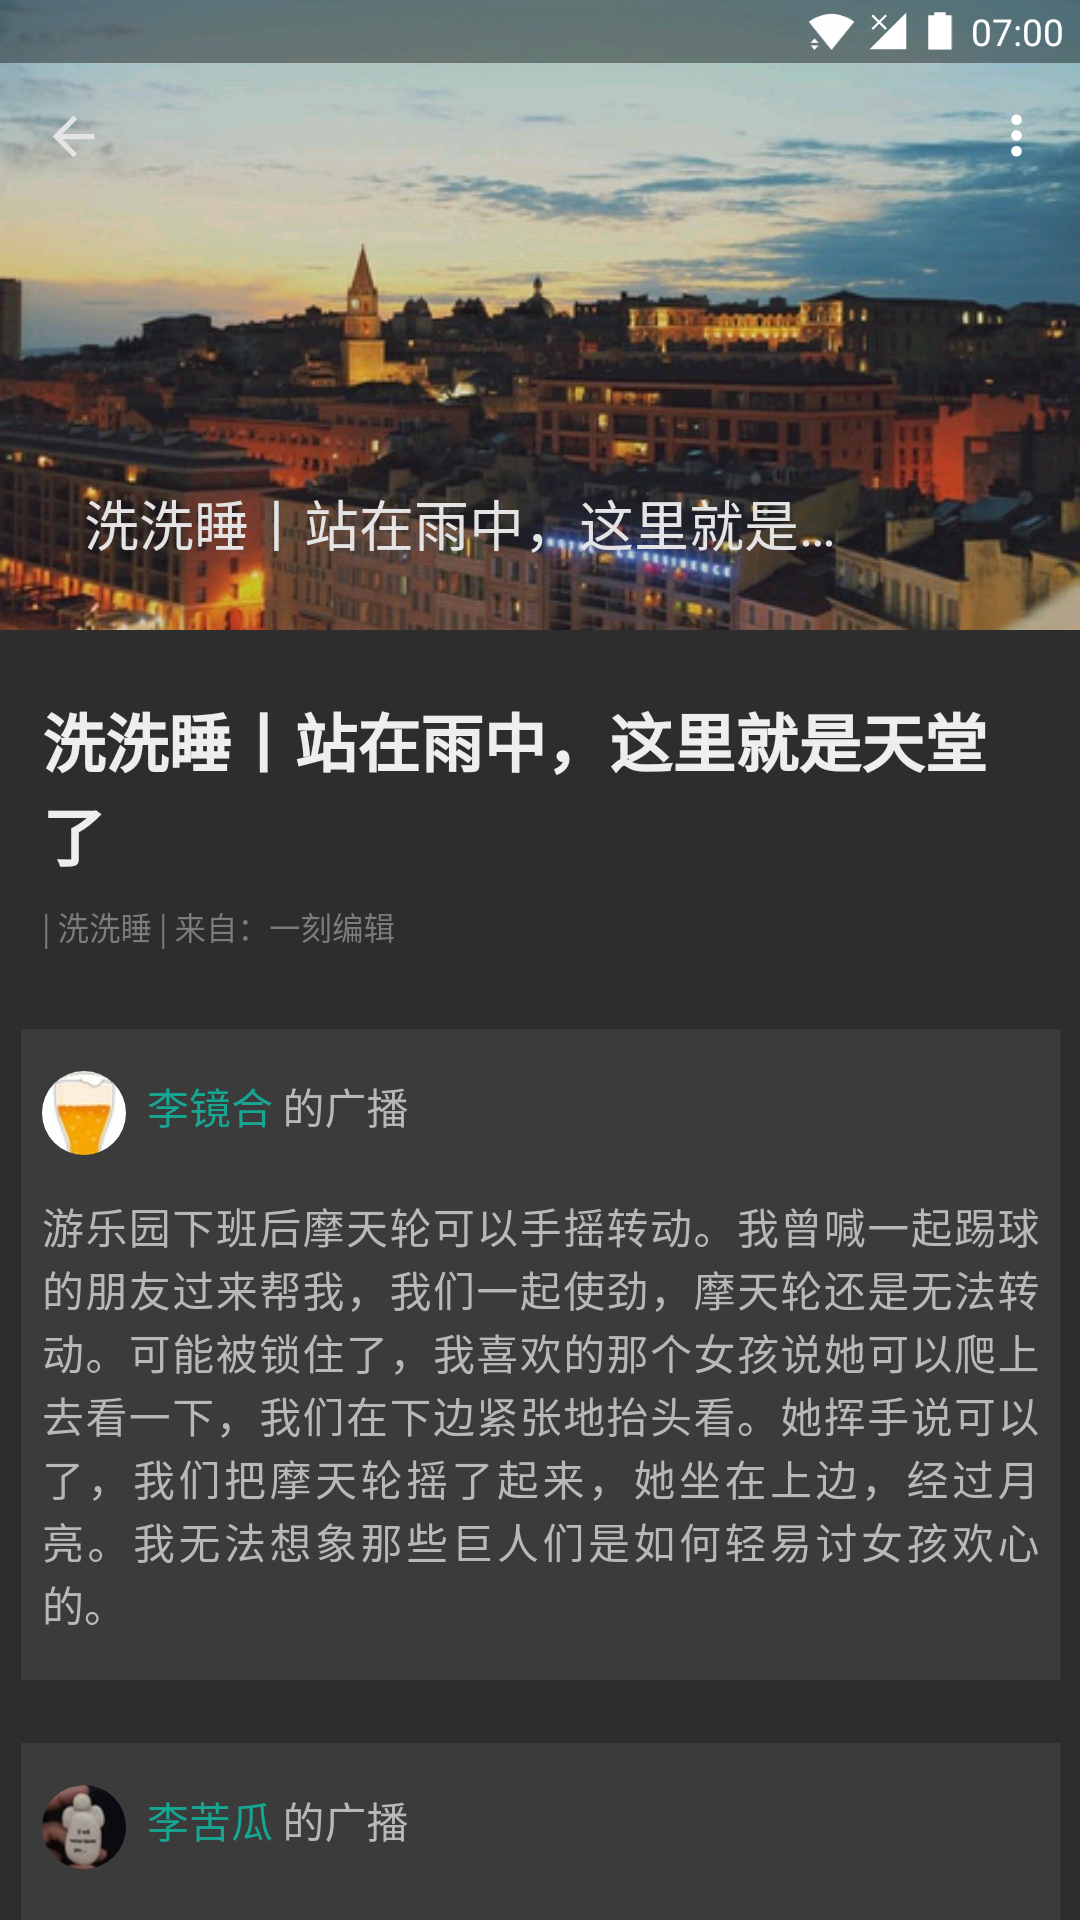 07:00
洗洗睡丨站在雨中，这里就是...
洗洗睡丨站在雨中，这里就是天堂
了
| 洗洗睡 | 来自：一刻编辑
李镜合 的广播
游乐园下班后摩天轮可以手摇转动。我曾喊一起踢球
的朋友过来帮我，我们一起使劲，摩天轮还是无法转
动。可能被锁住了，我喜欢的那个女孩说她可以爬上
去看一下，我们在下边紧张地抬头看。她挥手说可以
了，我们把摩天轮摇了起来，她坐在上边，经过月
亮。我无法想象那些巨人们是如何轻易讨女孩欢心
的。
李苦瓜 的广播